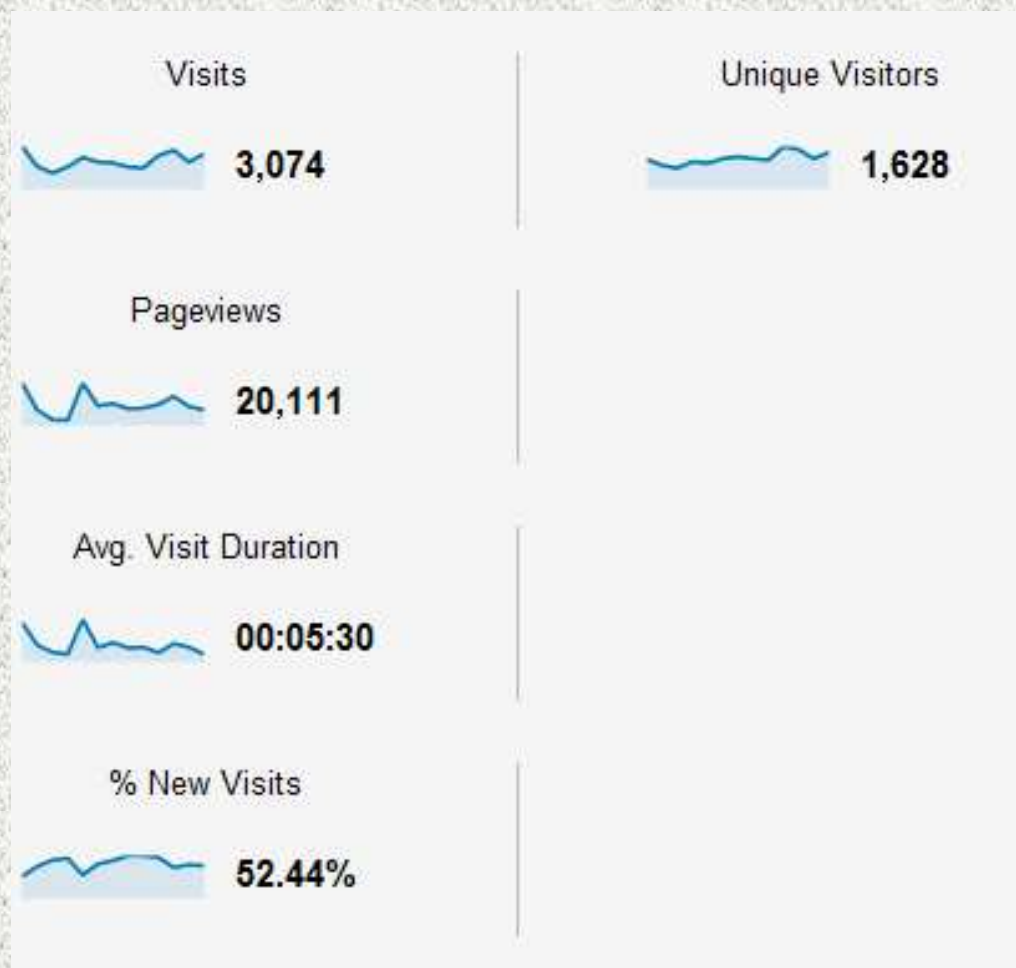 Visits
3,074
Unique Visitors
1,628
Pageviews
20,111
Avg. Visit Duration
00:05:30
% New Visits
52.44%